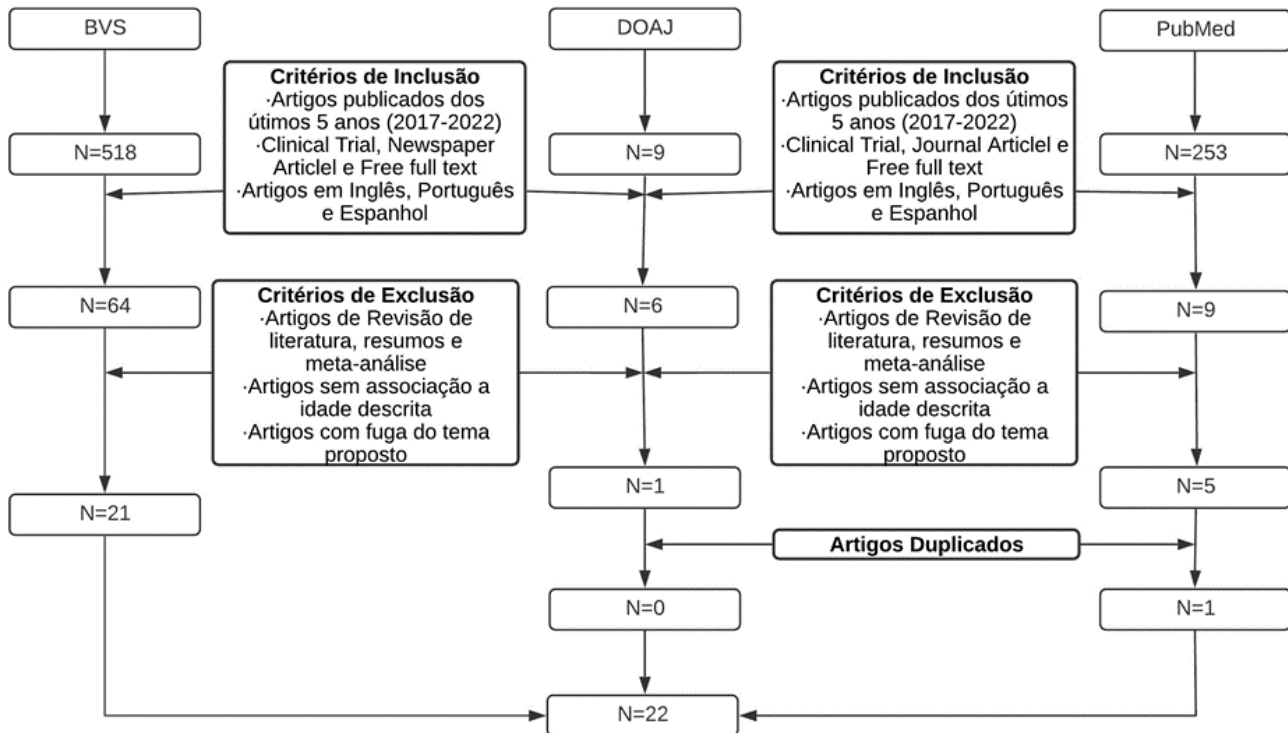 BVS
DOAJ
PubMed
Critérios de Inclusão
·Artigos publicados dos
útimos 5 anos (2017-2022)
·Clinical Trial, Newspaper
Articlel e Free full text
·Artigos em Inglês, Português
e Espanhol
Critérios de Inclusão
·Artigos publicados dos útimos
5 anos (2017-2022)
·Clinical Trial, Journal Articlel e
Free full text
·Artigos em Inglês, Português
e Espanhol
N=518
N=9
N=253
N=64
Critérios de Exclusão
·Artigos de Revisão de
literatura, resumos e
meta-análise
·Artigos sem associação a
idade descrita
·Artigos com fuga do tema
proposto
N=6
Critérios de Exclusão
·Artigos de Revisão de
literatura, resumos e
meta-análise
·Artigos sem associação a
idade descrita
·Artigos com fuga do tema
proposto
N=9
N=21
N=1
N=5
Artigos Duplicados
N=0
N=1
N=22